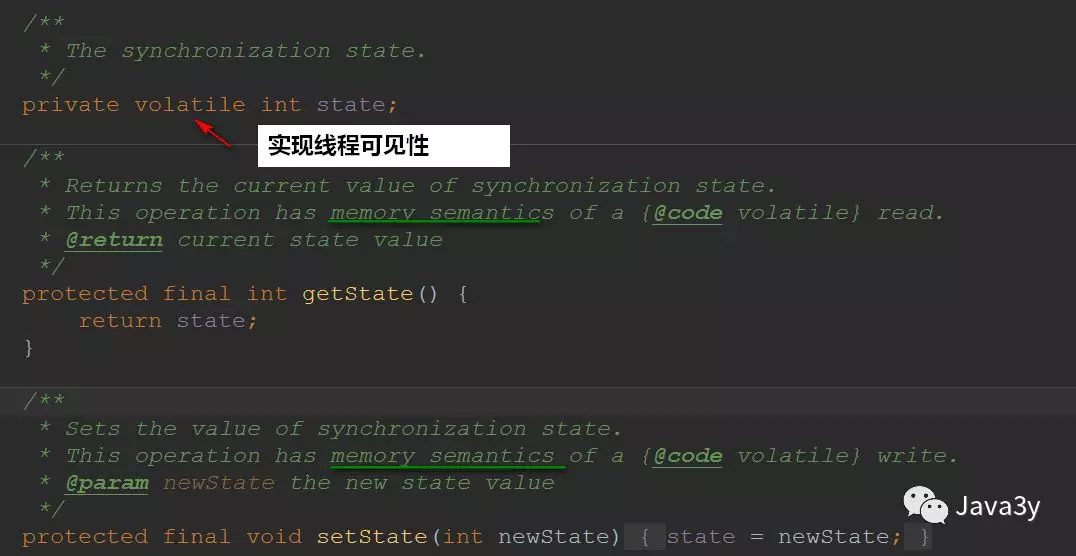 /**
* The synchronization state.
*/
private volatile int state;
实现线程可见性
/**
* Returns the current value of synchronization state.
* This operation has memory semantics of a {@code volatile} read.
* @return current state value
*/
protected final int getState() {
return state;
}
/**
* Sets the value of synchronization state.
* This operation has memory semantics of a {@code volatile} write.
* @param newState the new state value
*/
protected final void setState(int newState) { state = newState; }
Java3y